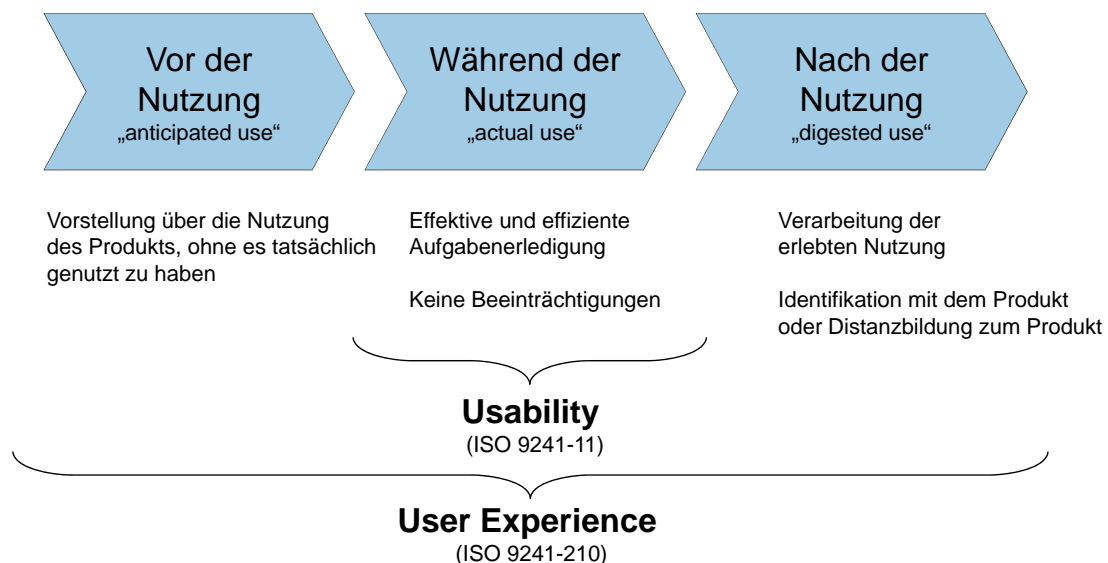 Vor der
Nutzung
„anticipated use“
Während der
Nutzung
„actual use“
Nach der
Nutzung
„digested use“
Vorstellung über die Nutzung
des Produkts, ohne es tatsächlich
genutzt zu haben
Effektive und effiziente
Aufgabenerledigung
Keine Beeinträchtigungen
Verarbeitung der
erlebten Nutzung
Identifikation mit dem Produkt
oder Distanzbildung zum Produkt
Usability
(ISO 9241-11)
User Experience
(ISO 9241-210)